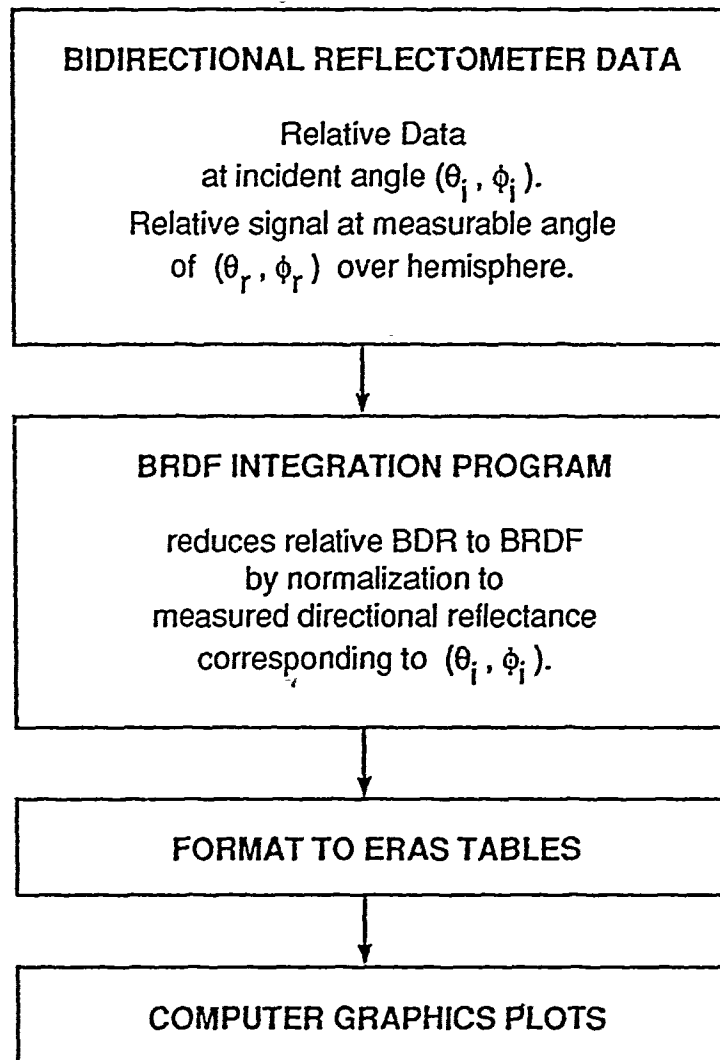 BIDIRECTIONAL REFLECTOMETER DATA
Relative Data
at incident angle (θi , ϕi ).
Relative signal at measurable angle
of (θr , ϕr ) over hemisphere.
BRDF INTEGRATION PROGRAM
reduces relative BDR to BRDF
by normalization to
measured directional reflectance
corresponding to (θi , ϕi ).
FORMAT TO ERAS TABLES
COMPUTER GRAPHICS PLOTS